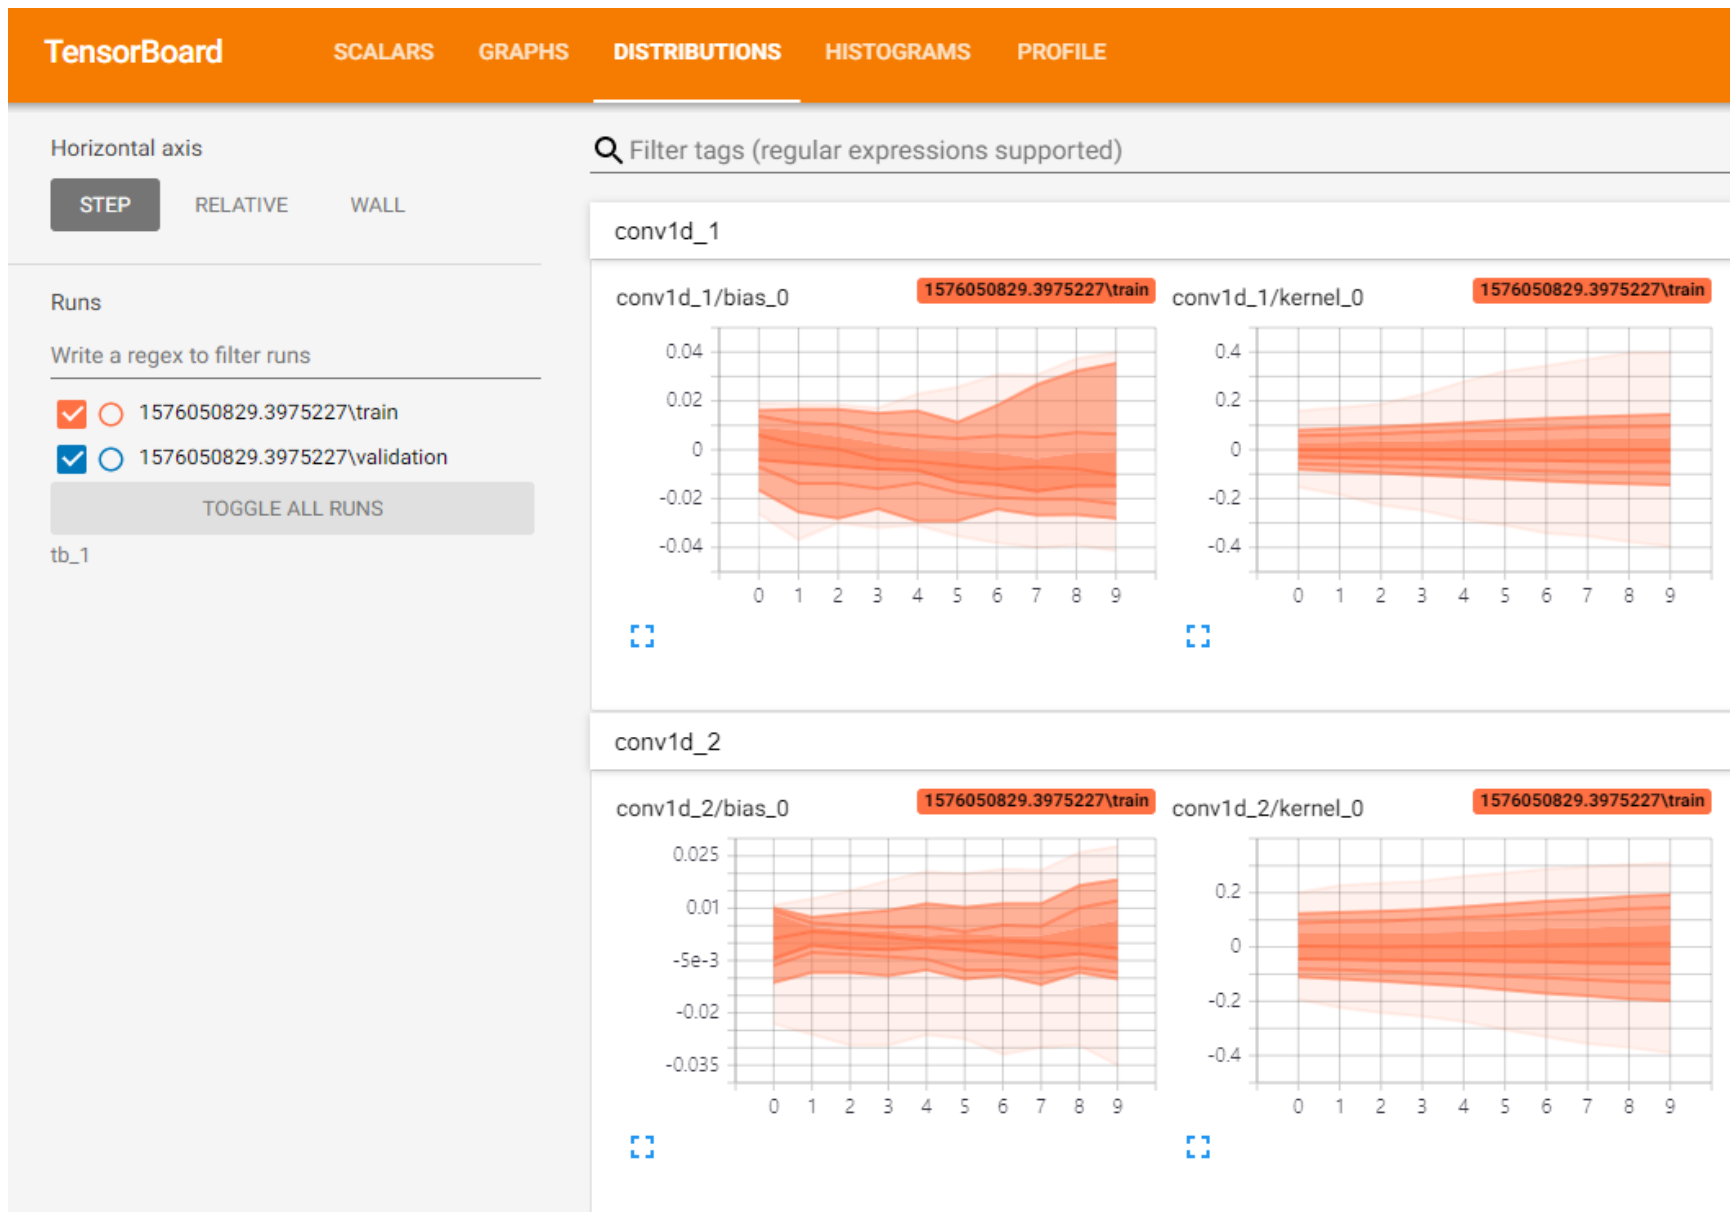 TensorBoard SCALARS GRAPHS DISTRIBUTIONS HISTOGRAMS PROFILE
Horizontal axis
STEP RELATIVE WALL
Runs
Write a regex to filter runs
1576050829.3975227\train
1576050829.3975227\validation
TOGGLE ALL RUNS
tb_1
Filter tags (regular expressions supported)
conv1d_1
conv1d_1/bias_0 1576050829.3975227\train
0.04
0.02
0
-0.02
-0.04
0 1 2 3 4 5 6 7 8 9
conv1d_1/kernel_0 1576050829.3975227\train
0.4
0.2
0
-0.2
-0.4
0 1 2 3 4 5 6 7 8 9
conv1d_2
conv1d_2/bias_0 1576050829.3975227\train
0.025
0.01
-5e-3
-0.02
-0.035
0 1 2 3 4 5 6 7 8 9
conv1d_2/kernel_0 1576050829.3975227\train
0.2
0
-0.2
-0.4
0 1 2 3 4 5 6 7 8 9